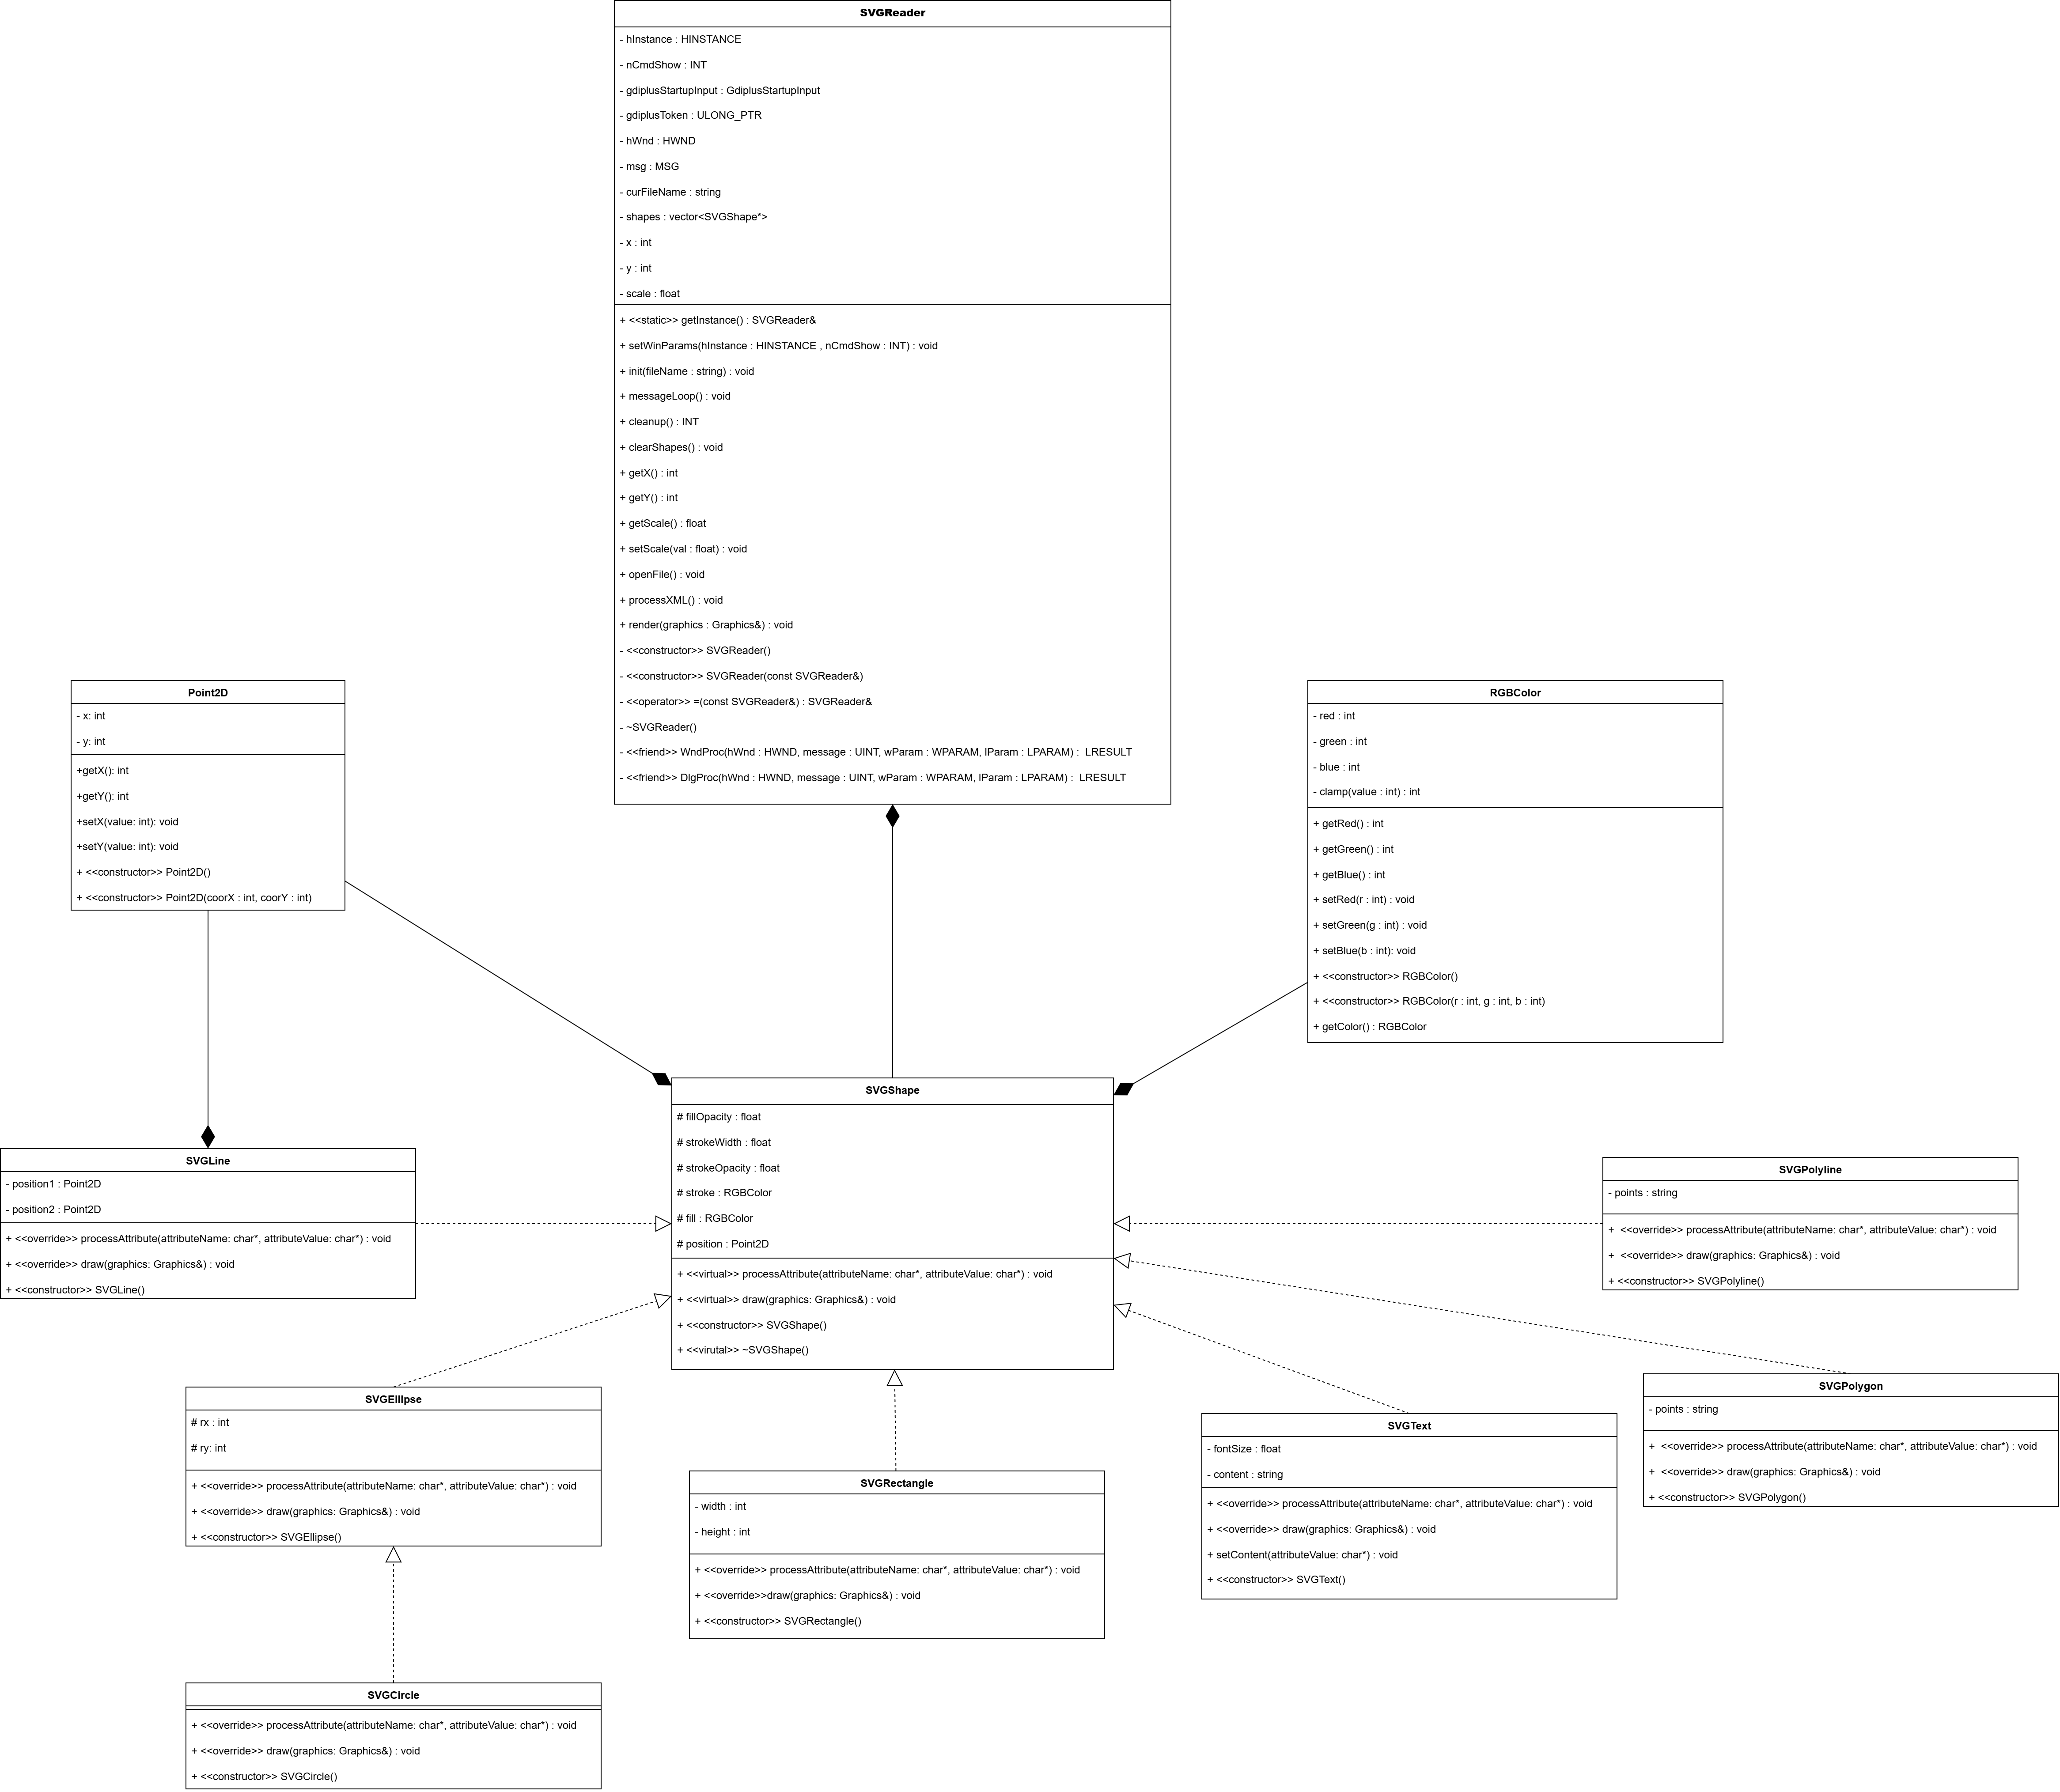 SVGReader
- hInstance : HINSTANCE
- nCmdShow : INT
- gdiplusStartupInput : GdiplusStartupInput
- gdiplusToken : ULONG_PTR
- hWnd : HWND
- msg : MSG
- curFileName : string
- shapes : vector<SVGShape*>
- x : int
- y : int
- scale : float
+ <<static>> getInstance() : SVGReader&
+ setWinParams(hInstance : HINSTANCE , nCmdShow : INT) : void
+ init(fileName : string) : void
+ messageLoop() : void
+ cleanup() : INT
+ clearShapes() : void
+ getX() : int
+ getY() : int
+ getScale() : float
+ setScale(val : float) : void
+ openFile() : void
+ processXML() : void
+ render(graphics : Graphics&) : void
- <<constructor>> SVGReader()
- <<constructor>> SVGReader(const SVGReader&)
- <<operator>> =(const SVGReader&) : SVGReader&
- ~SVGReader()
- <<friend>> WndProc(hWnd : HWND, message : UINT, wParam : WPARAM, lParam : LPARAM) :  LRESULT
- <<friend>> DlgProc(hWnd : HWND, message : UINT, wParam : WPARAM, lParam : LPARAM) :  LRESULT
Point2D
- x: int
- y: int
+getX(): int
+getY(): int
+setX(value: int): void
+setY(value: int): void
+ <<constructor>> Point2D()
+ <<constructor>> Point2D(coorX : int, coorY : int)
RGBColor
- red : int
- green : int
- blue : int
- clamp(value : int) : int
+ getRed() : int
+ getGreen() : int
+ getBlue() : int
+ setRed(r : int) : void
+ setGreen(g : int) : void
+ setBlue(b : int): void
+ <<constructor>> RGBColor()
+ <<constructor>> RGBColor(r : int, g : int, b : int)
+ getColor() : RGBColor
SVGShape
# fillOpacity : float
# strokeWidth : float
# strokeOpacity : float
# stroke : RGBColor
# fill : RGBColor
# position : Point2D
+ <<virtual>> processAttribute(attributeName: char*, attributeValue: char*) : void
+ <<virtual>> draw(graphics: Graphics&) : void
+ <<constructor>> SVGShape()
+ <<virutal>> ~SVGShape()
SVGLine
- position1 : Point2D
- position2 : Point2D
+ <<override>> processAttribute(attributeName: char*, attributeValue: char*) : void
+ <<override>> draw(graphics: Graphics&) : void
+ <<constructor>> SVGLine()
SVGPolyline
- points : string
+  <<override>> processAttribute(attributeName: char*, attributeValue: char*) : void
+  <<override>> draw(graphics: Graphics&) : void
+ <<constructor>> SVGPolyline()
SVGPolygon
- points : string
+  <<override>> processAttribute(attributeName: char*, attributeValue: char*) : void
+  <<override>> draw(graphics: Graphics&) : void
+ <<constructor>> SVGPolygon()
SVGEllipse
# rx : int
# ry: int
+ <<override>> processAttribute(attributeName: char*, attributeValue: char*) : void
+ <<override>> draw(graphics: Graphics&) : void
+ <<constructor>> SVGEllipse()
SVGText
- fontSize : float
- content : string
+ <<override>> processAttribute(attributeName: char*, attributeValue: char*) : void
+ <<override>> draw(graphics: Graphics&) : void
+ setContent(attributeValue: char*) : void
+ <<constructor>> SVGText()
SVGRectangle
- width : int
- height : int
+ <<override>> processAttribute(attributeName: char*, attributeValue: char*) : void
+ <<override>>draw(graphics: Graphics&) : void
+ <<constructor>> SVGRectangle()
SVGCircle
+ <<override>> processAttribute(attributeName: char*, attributeValue: char*) : void
+ <<override>> draw(graphics: Graphics&) : void
+ <<constructor>> SVGCircle()